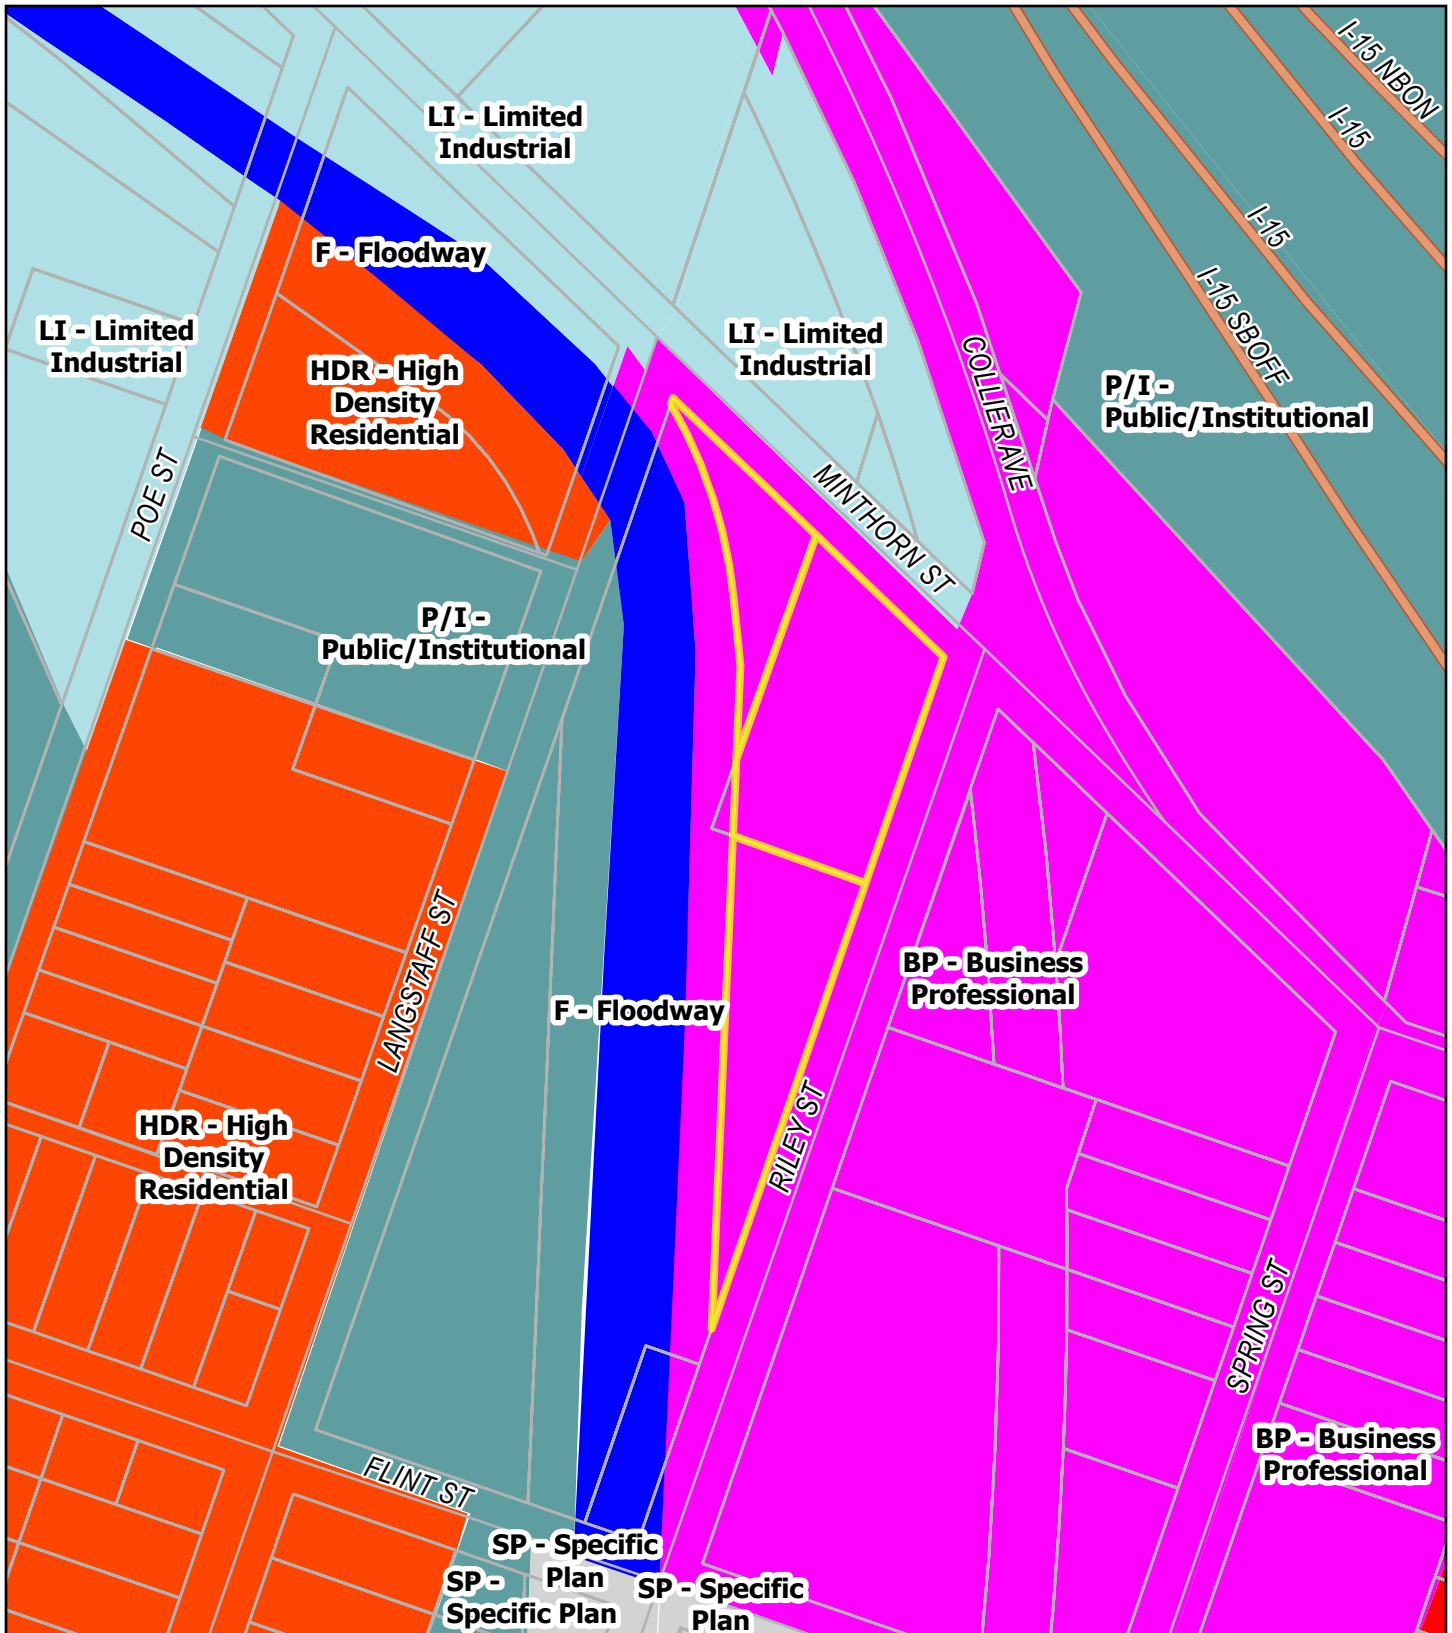 I-15 NBON
I-15
LI - Limited
Industrial
I-15
F - Floodway
I-15 SBOFF
LI - Limited
Industrial
LI - Limited
Industrial
HDR - High
Density
Residential
COLLIER AVE
P/I -
Public/Institutional
POE ST
MINTHORN ST
P/I -
Public/Institutional
LANGSTAFF ST
BP - Business
Professional
F - Floodway
HDR - High
Density
Residential
RILEY ST
SPRING ST
BP - Business
Professional
FLINT ST
SP - Specific
Plan
SP -
Specific Plan
SP - Specific
Plan